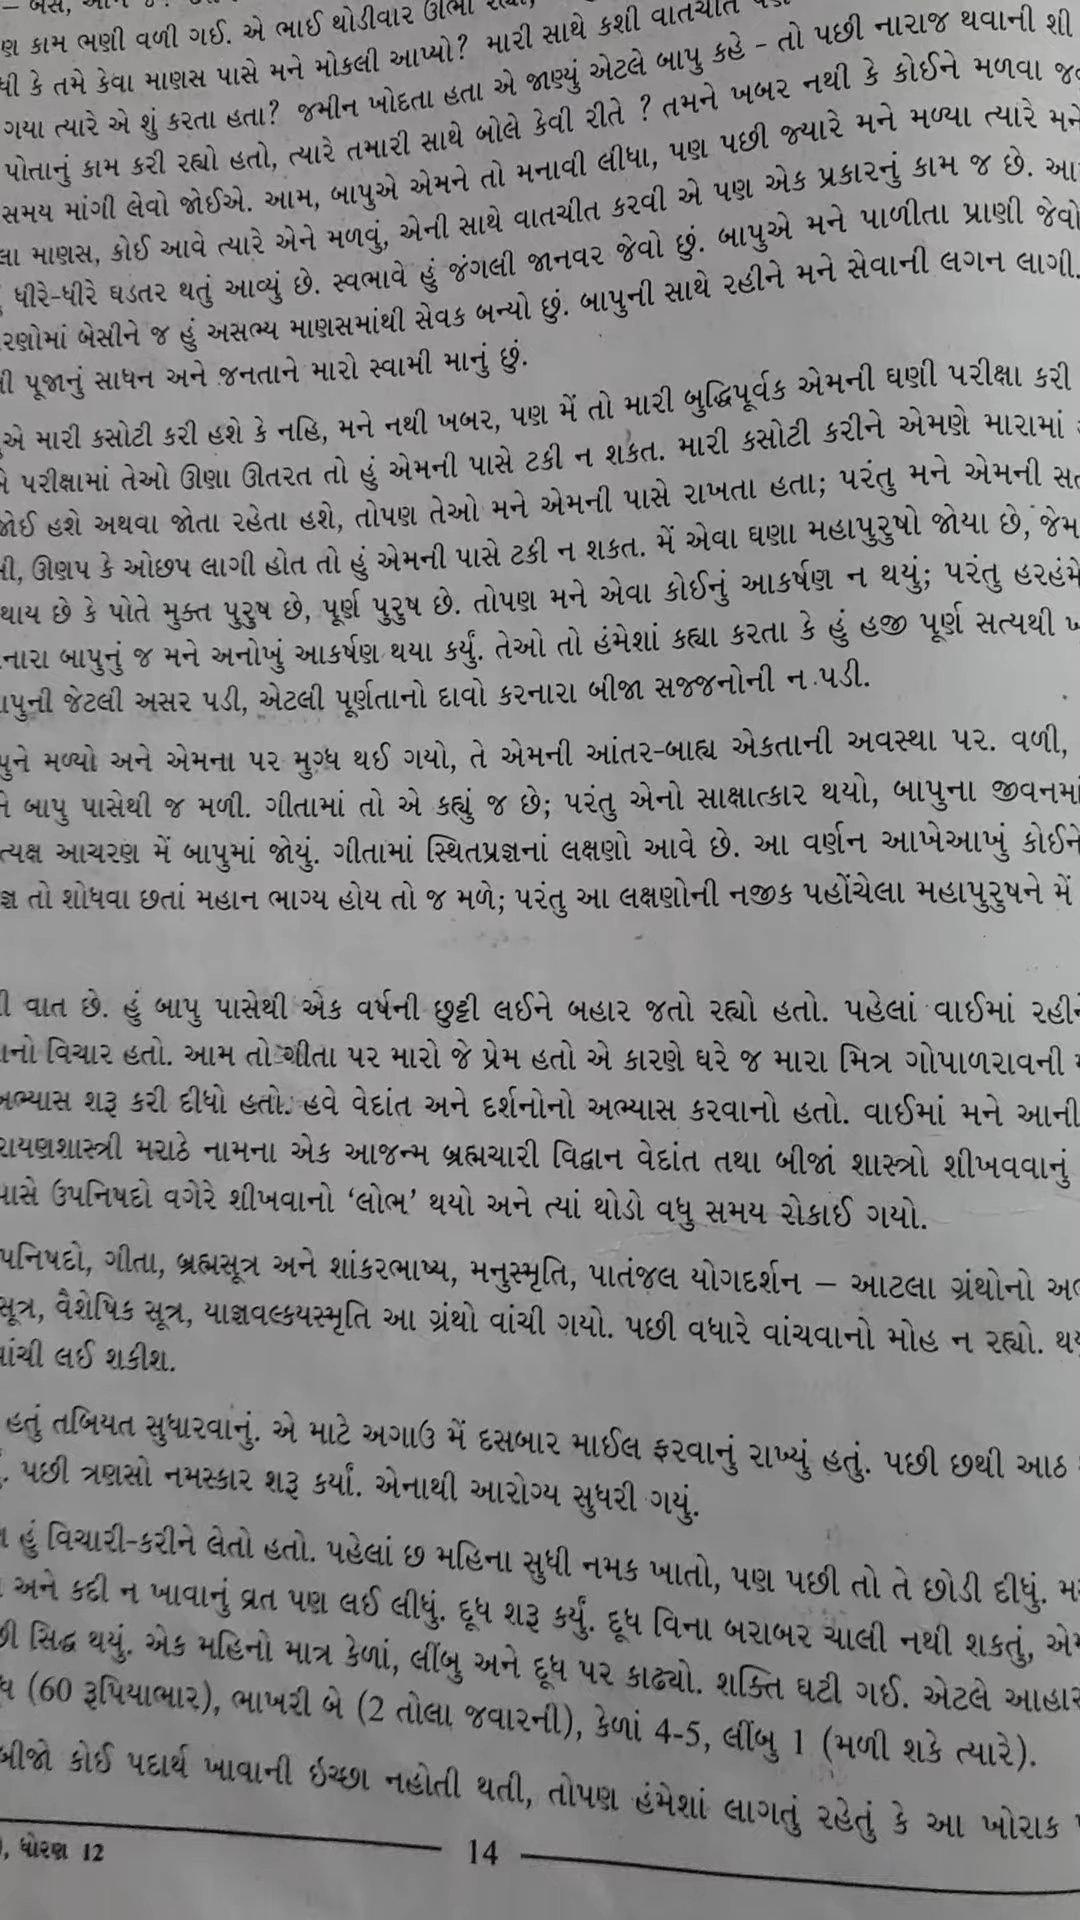 કામ ભણી વળી ગઈ. એ ભાઈ થોડીવાર ઊભા
કે તમે કેવા માણસ પાસે મને મોકલી આપ્યો? મારી સાથે કશી વાતચીત
ગયા ત્યારે એ શું કરતા હતા? જમીન ખોદતા હતા એ જાણ્યું એટલે બાપુ કહે – તો પછી નારાજ થવાની શી
પોતાનું કામ કરી રહ્યો હતો, ત્યારે તમારી સાથે બોલે કેવી રીતે ? તમને ખબર નથી કે કોઈને મળવા
સમય માંગી લેવો જોઈએ. આમ, બાપુએ એમને તો મનાવી લીધા, પણ પછી જ્યારે મને મળ્યા ત્યારે
માણસ, કોઈ આવે ત્યારે એને મળવું, એની સાથે વાતચીત કરવી એ પણ એક પ્રકારનું કામ જ છે.
ધીરે-ધીરે ઘડતર થતું આવ્યું છે. સ્વભાવે હું જંગલી જાનવર જેવો છું. બાપુએ મને પાળીતા પ્રાણી જેવો
બેસીને જ હું અસભ્ય માણસમાંથી સેવક બન્યો છું. બાપુની સાથે રહીને મને સેવાની લગન લાગી.
પૂજાનું સાધન અને જનતાને મારો સ્વામી માનું છું.
એ મારી કસોટી કરી હશે કે નહિ, મને નથી ખબર, પણ મેં તો મારી બુદ્ધિપૂર્વક એમની ઘણી પરીક્ષા કરી
પરીક્ષામાં તેઓ ઊણા ઊતરત તો હું એમની પાસે ટકી ન શકત. મારી કસોટી કરીને એમણે મારામાં
જોઈ હશે અથવા જોતા રહેતા હશે, તોપણ તેઓ મને એમની પાસે રાખતા હતા; પરંતુ મને એમની
ઊણપ કે ઓછપ લાગી હોત તો હું એમની પાસે ટકી ન શકત. મેં એવા ઘણા મહાપુરુષો જોયા છે,
થાય છે કે પોતે મુક્ત પુરુષ છે, પૂર્ણ પુરુષ છે. તોપણ મને એવા કોઈનું આકર્ષણ ન થયું; પરંતુ
નારા બાપુનું જ મને અનોખું આકર્ષણ થયા કર્યું. તેઓ તો હંમેશાં કહ્યા કરતા કે હું હજી પૂર્ણ સત્યથી
પુની જેટલી અસર પડી, એટલી પૂર્ણતાનો દાવો કરનારા બીજા સજ્જનોની ન પડી.
પુને મળ્યો અને એમના પર મુગ્ધ થઈ ગયો, તે એમની આંતર-બાહ્ય એકતાની અવસ્થા પર. વળી,
બાપુ પાસેથી જ મળી. ગીતામાં તો એ કહ્યું જ છે; પરંતુ એનો સાક્ષાત્કાર થયો, બાપુના
ત્યક્ષ આચરણ મેં બાપુમાં જોયું. ગીતામાં સ્થિતપ્રજ્ઞનાં લક્ષણો આવે છે. આ વર્ણન આખેઆખું કોઈને
જ્ઞ તો શોધવા છતાં મહાન ભાગ્ય હોય તો જ મળે; પરંતુ આ લક્ષણોની નજીક પહોંચેલા મહાપુરુષને મેં
વાત છે. હું બાપુ પાસેથી એક વર્ષની છુટ્ટી લઈને બહાર જતો રહ્યો હતો. પહેલાં વાઈમાં
નો વિચાર હતો. આમ તો ગીતા પર મારો જે પ્રેમ હતો એ કારણે ઘરે જ મારા મિત્ર ગોપાળરાવની
ભ્યાસ શરૂ કરી દીધો હતો. હવે વેદાંત અને દર્શનોનો અભ્યાસ કરવાનો હતો. વાઈમાં મને આની
રાયણશાસ્ત્રી મરાઠે નામના એક આજન્મ બ્રહ્મચારી વિદ્વાન વેદાંત તથા બીજાં શાસ્ત્રો શીખવવાનું
પાસે ઉપનિષદો વગેરે શીખવાનો ‘લોભ’ થયો અને ત્યાં થોડો વધુ સમય રોકાઈ ગયો.
પનિષદો, ગીતા, બ્રહ્મસૂત્ર અને શાંકરભાષ્ય, મનુસ્મૃતિ, પાતંજલ યોગદર્શન – આટલા ગ્રંથોનો
સૂત્ર, વૈશેષિક સૂત્ર, યાજ્ઞવલ્ક્યસ્મૃતિ આ ગ્રંથો વાંચી ગયો. પછી વધારે વાંચવાનો મોહ ન રહ્યો.
વાંચી લઈ શકીશ.
હતું તબિયત સુધારવાનું. એ માટે અગાઉ મેં દસબાર માઈલ ફરવાનું રાખ્યું હતું. પછી છથી આઠ
. પછી ત્રણસો નમસ્કાર શરૂ કર્યાં. એનાથી આરોગ્ય સુધરી ગયું.
હું વિચારી-કરીને લેતો હતો. પહેલાં છ મહિના સુધી નમક ખાતો, પણ પછી તો તે છોડી દીધું.
અને કદી ન ખાવાનું વ્રત પણ લઈ લીધું. દૂધ શરૂ કર્યું. દૂધ વિના બરાબર ચાલી નથી શકતું,
સિદ્ધ થયું. એક મહિનો માત્ર કેળાં, લીંબુ અને દૂધ પર કાઢ્યો. શક્તિ ઘટી ગઈ. એટલે
ધ (60 રૂપિયાભાર), ભાખરી બે (2 તોલા જવારની), કેળાં 4-5, લીંબુ 1 (મળી શકે ત્યારે).
બીજો કોઈ પદાર્થ ખાવાની ઇચ્છા નહોતી થતી, તોપણ હંમેશાં લાગતું રહેતું કે આ ખોરાક
, ધોરણ 12
14